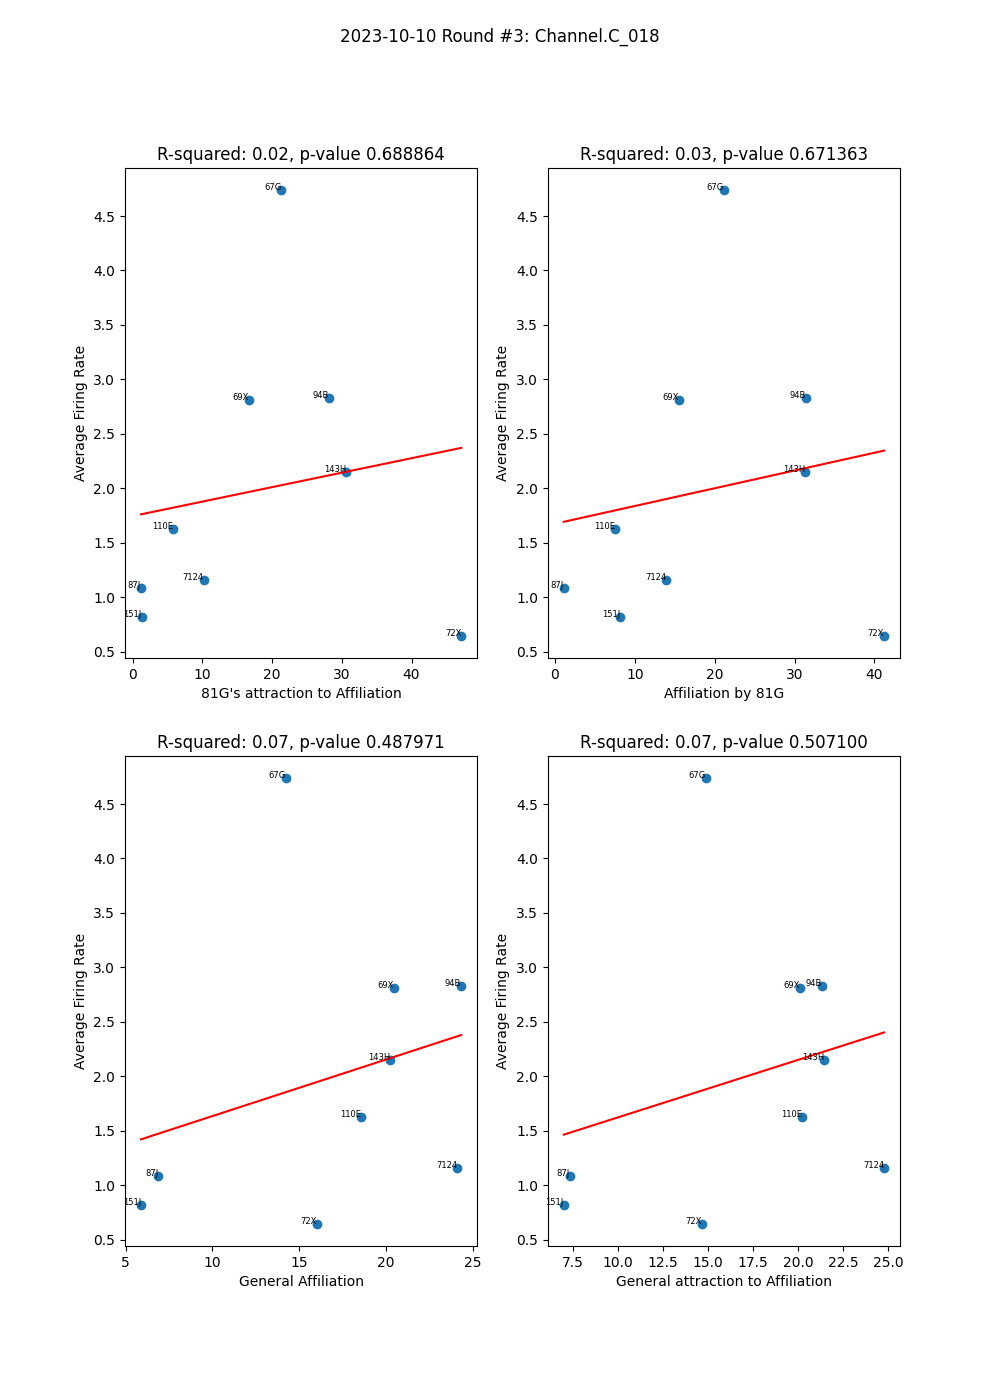 2023-10-10 Round #3: Channel.C_018
R-squared: 0.02, p-value 0.688864
67G
69X
94B
143H
110E
7124
87J
151J
72X
4.5
4.0
3.5
3.0
2.5
2.0
1.5
1.0
0.5
Average Firing Rate
0 10 20 30 40
81G's attraction to Affiliation
R-squared: 0.03, p-value 0.671363
67G
69X
94B
143H
110E
7124
87J
151J
72X
4.5
4.0
3.5
3.0
2.5
2.0
1.5
1.0
0.5
Average Firing Rate
0 10 20 30 40
Affiliation by 81G
R-squared: 0.07, p-value 0.487971
67G
69X
94B
143H
110E
7124
87J
151J
72X
4.5
4.0
3.5
3.0
2.5
2.0
1.5
1.0
0.5
Average Firing Rate
5 10 15 20 25
General Affiliation
R-squared: 0.07, p-value 0.507100
67G
69X
94B
143H
110E
7124
87J
151J
72X
4.5
4.0
3.5
3.0
2.5
2.0
1.5
1.0
0.5
Average Firing Rate
7.5 10.0 12.5 15.0 17.5 20.0 22.5 25.0
General attraction to Affiliation